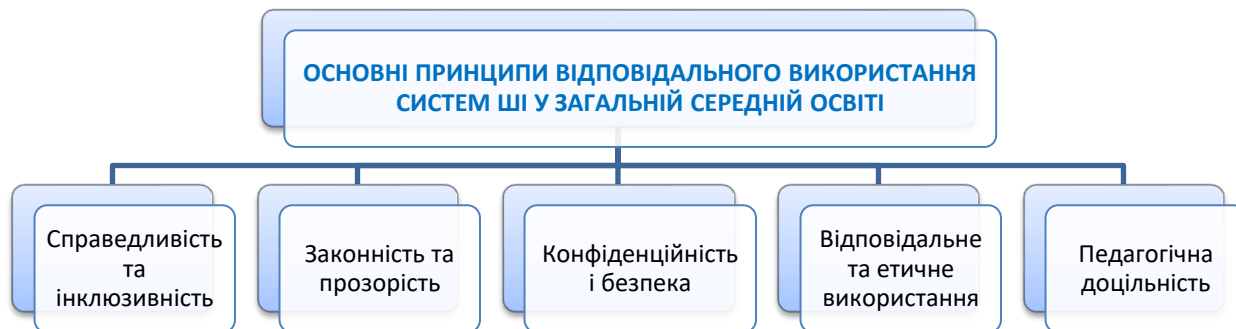 ОСНОВНІ ПРИНЦИПИ ВІДПОВІДАЛЬНОГО ВИКОРИСТАННЯ
СИСТЕМ ШІ У ЗАГАЛЬНІЙ СЕРЕДНІЙ ОСВІТІ
Справедливість
та
інклюзивність
Законність та
прозорість
Конфіденційність
і безпека
Відповідальне
та етичне
використання
Педагогічна
доцільність